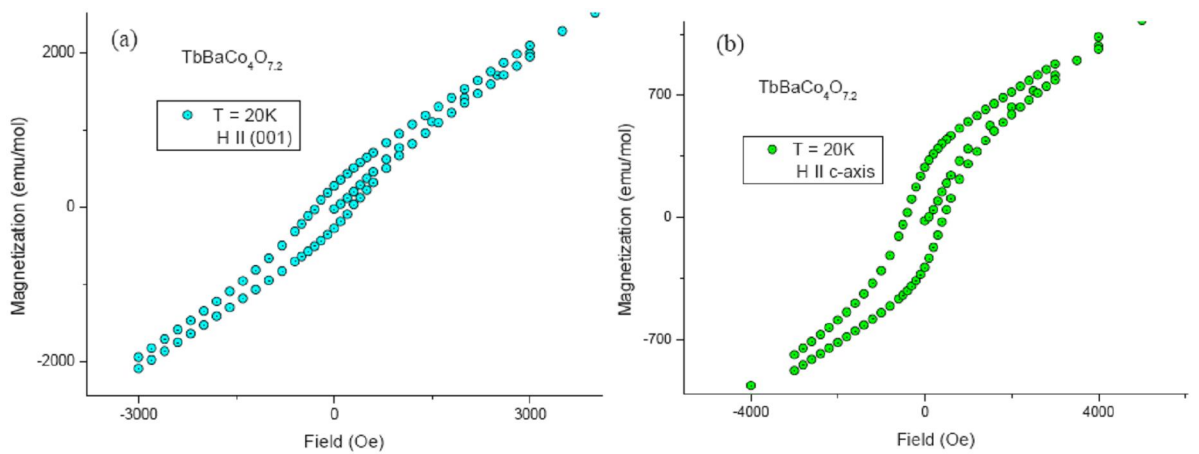 (a)
TbBaCo4O7.2
T = 20K
H II (001)
2000
0
-2000
Magnetization (emu/mol)
-3000
0
3000
Field (Oe)
(b)
TbBaCo4O7.2
T = 20K
H II c-axis
700
0
-700
Magnetization (emu/mol)
-4000
0
4000
Field (Oe)